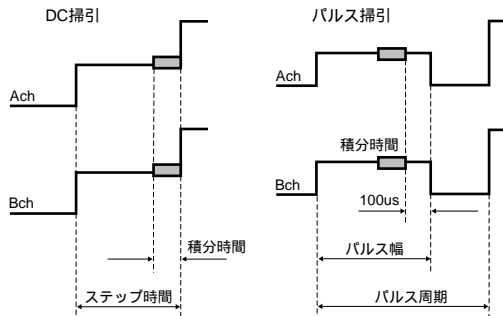 DC掃引
Ach
Bch
積分時間
ステップ時間
パルス掃引
Ach
積分時間
Bch
100us
パルス幅
パルス周期